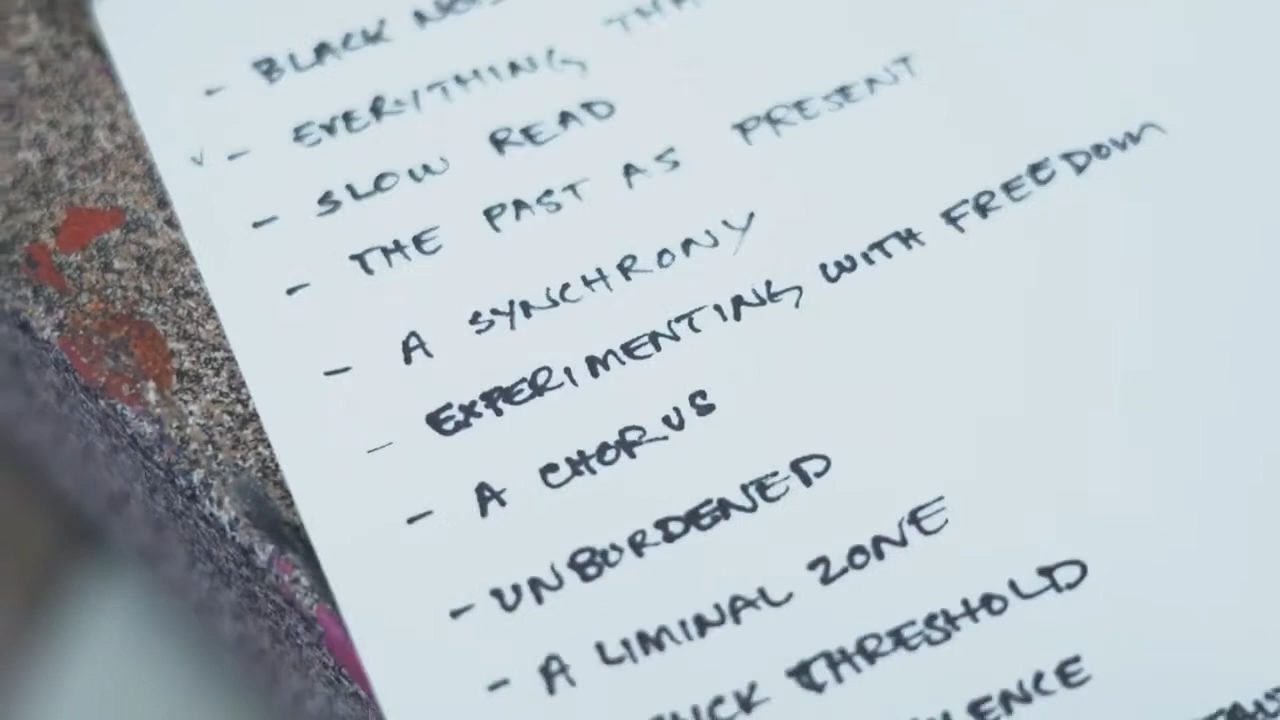 - BLACK
✓ - EVERYTHING
- SLOW READ
- THE PAST AS PRESENT
- A SYNCHRONY
- EXPERIMENTING WITH FREEDOM
- A CHORUS
- UNBURDENED
- A LIMINAL ZONE
THRESHOLD